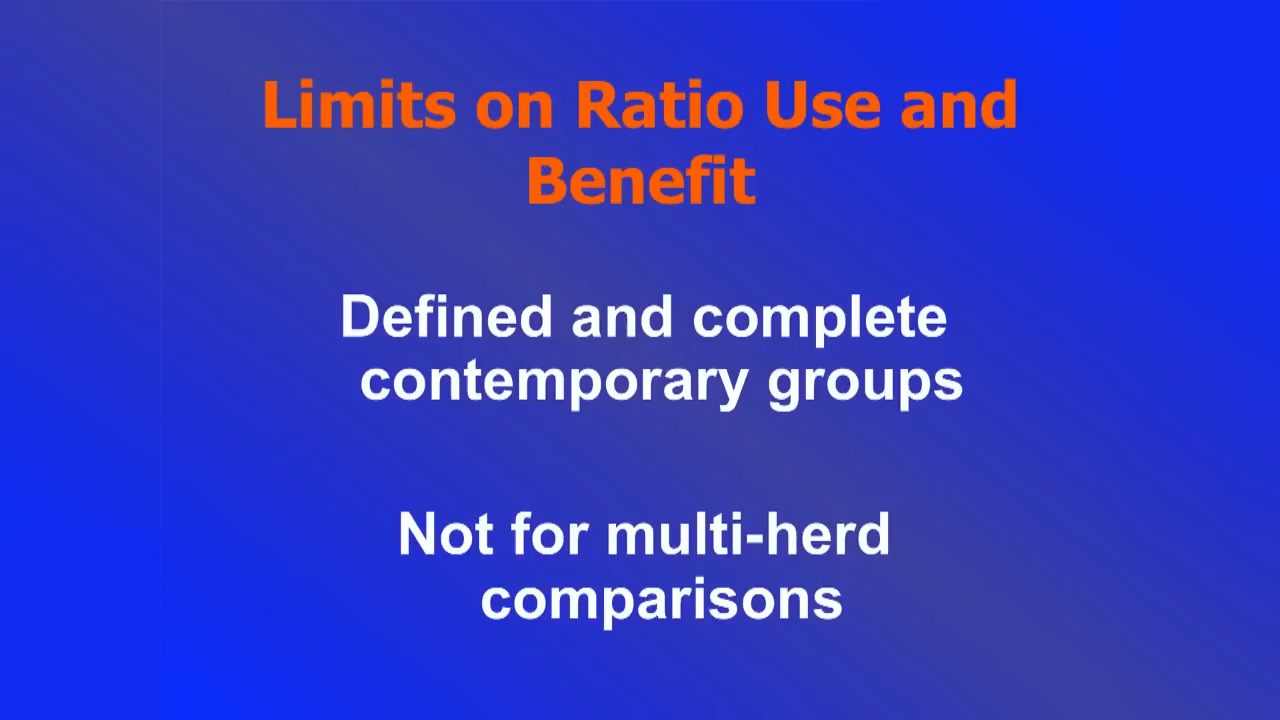 Limits on Ratio Use and
Benefit
Defined and complete
contemporary groups
Not for multi-herd
comparisons